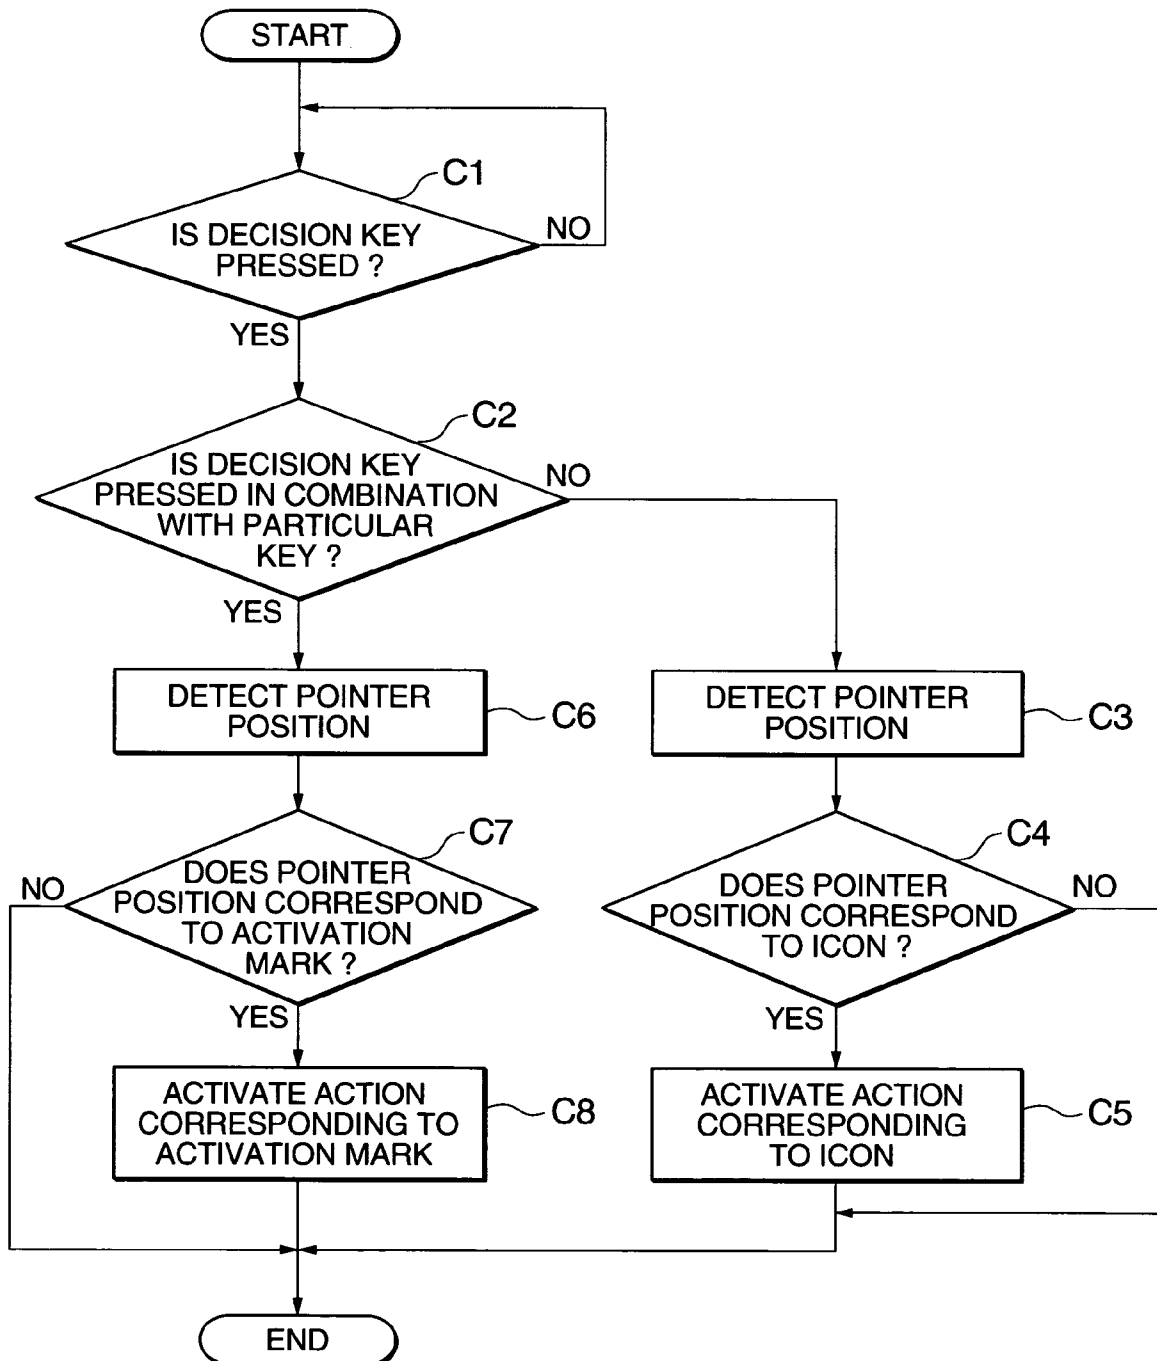 START
C1
IS DECISION KEY
PRESSED ?
NO
YES
C2
IS DECISION KEY
PRESSED IN COMBINATION
WITH PARTICULAR
KEY ?
NO
YES
DETECT POINTER
POSITION
C6
DETECT POINTER
POSITION
C3
C7
DOES POINTER
POSITION CORRESPOND
TO ACTIVATION
MARK ?
NO
YES
C4
DOES POINTER
POSITION CORRESPOND
TO ICON ?
NO
YES
ACTIVATE ACTION
CORRESPONDING TO
ACTIVATION MARK
C8
ACTIVATE ACTION
CORRESPONDING
TO ICON
C5
END